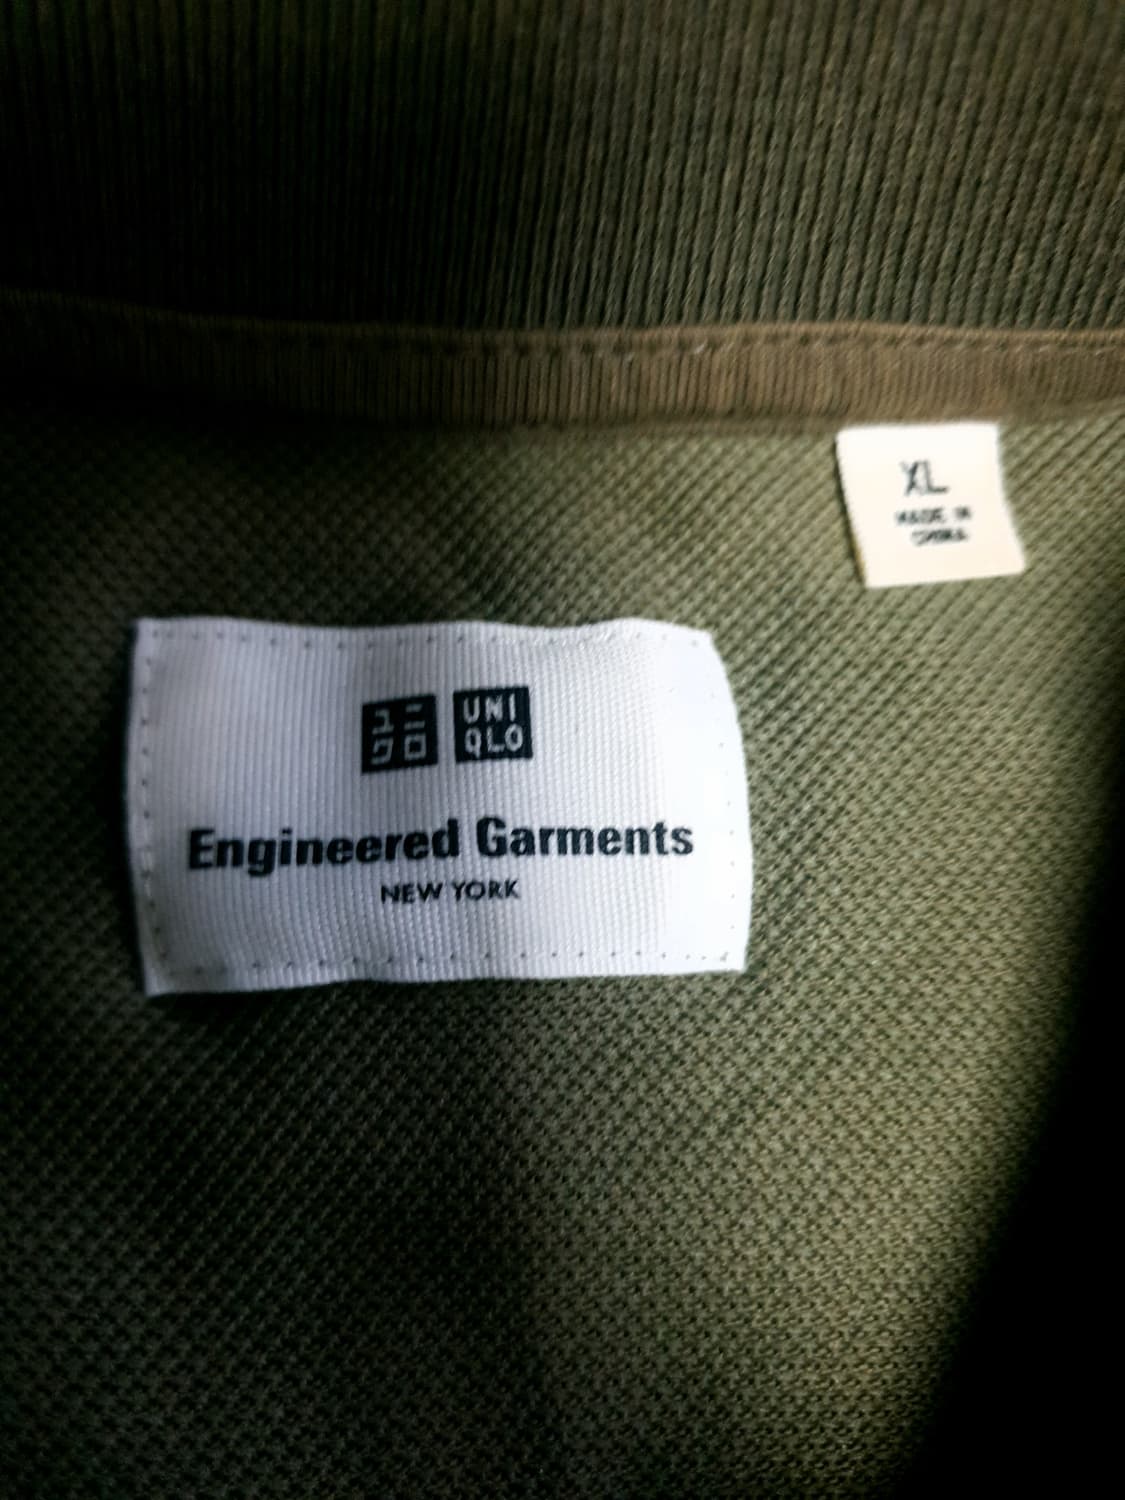 XL
MADE IN
CHINA
ユニ
クロ
UNI
QLO
Engineered Garments
NEW YORK